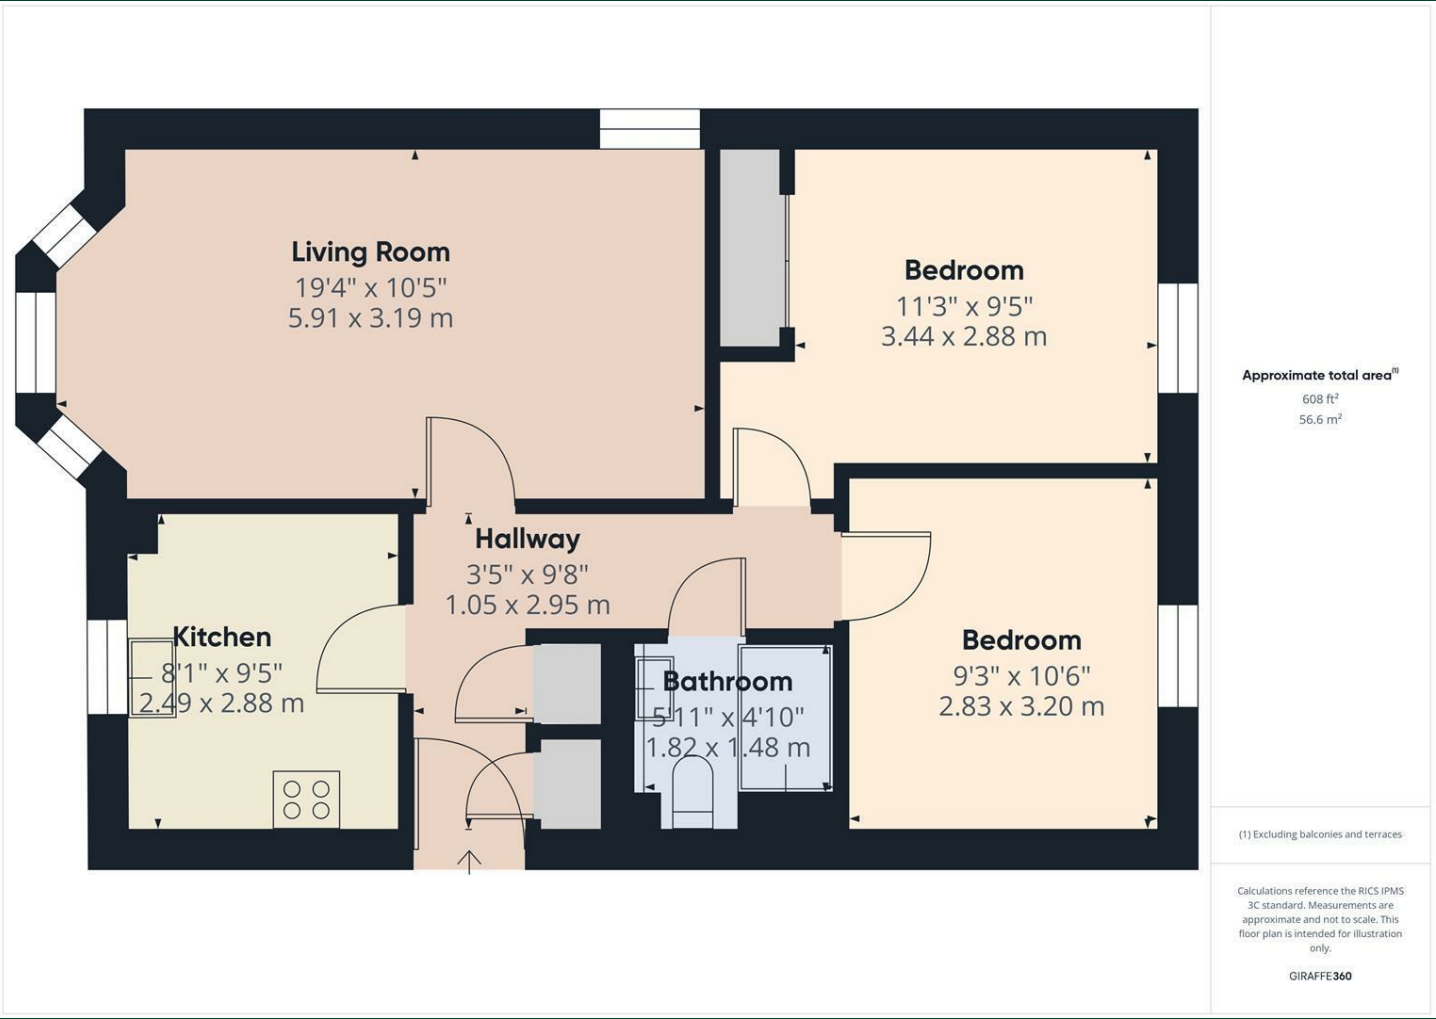 Living Room
19'4" x 10'5"
5.91 x 3.19 m
Bedroom
11'3" x 9'5"
3.44 x 2.88 m
Hallway
3'5" x 9'8"
1.05 x 2.95 m
Kitchen
8'1" x 9'5"
2.49 x 2.88 m
Bathroom
5'11" x 4'10"
1.82 x 1.48 m
Bedroom
9'3" x 10'6"
2.83 x 3.20 m
Approximate total area⁽¹⁾
608 ft²
56.6 m²
(1) Excluding balconies and terraces
Calculations reference the RICS IPMS
3C standard. Measurements are
approximate and not to scale. This
floor plan is intended for illustration
only.
GIRAFFE360